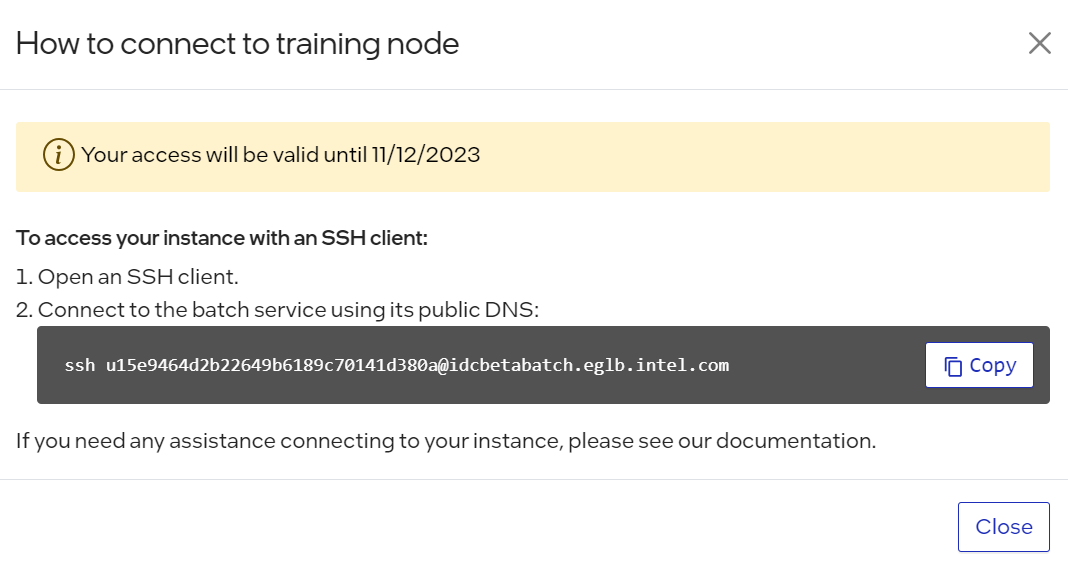 How to connect to training node
Your access will be valid until 11/12/2023
To access your instance with an SSH client:
1. Open an SSH client.
2. Connect to the batch service using its public DNS:
ssh u15e9464d2b22649b6189c70141d380a@idcbetabatch.eglb.intel.com
Copy
If you need any assistance connecting to your instance, please see our documentation.
Close